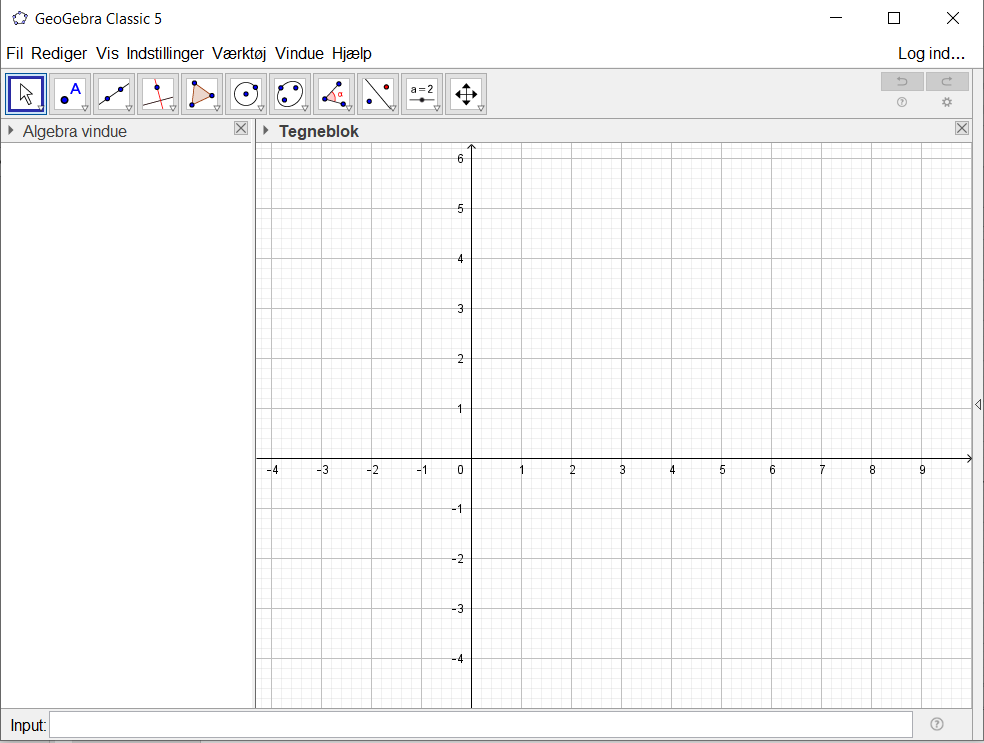 GeoGebra Classic 5
Fil Rediger Vis Indstillinger Værktøj Vindue Hjælp Log ind...
A α a=2
Algebra vindue Tegneblok
6
5
4
3
2
1
-4 -3 -2 -1 0 1 2 3 4 5 6 7 8 9
-1
-2
-3
-4
Input: